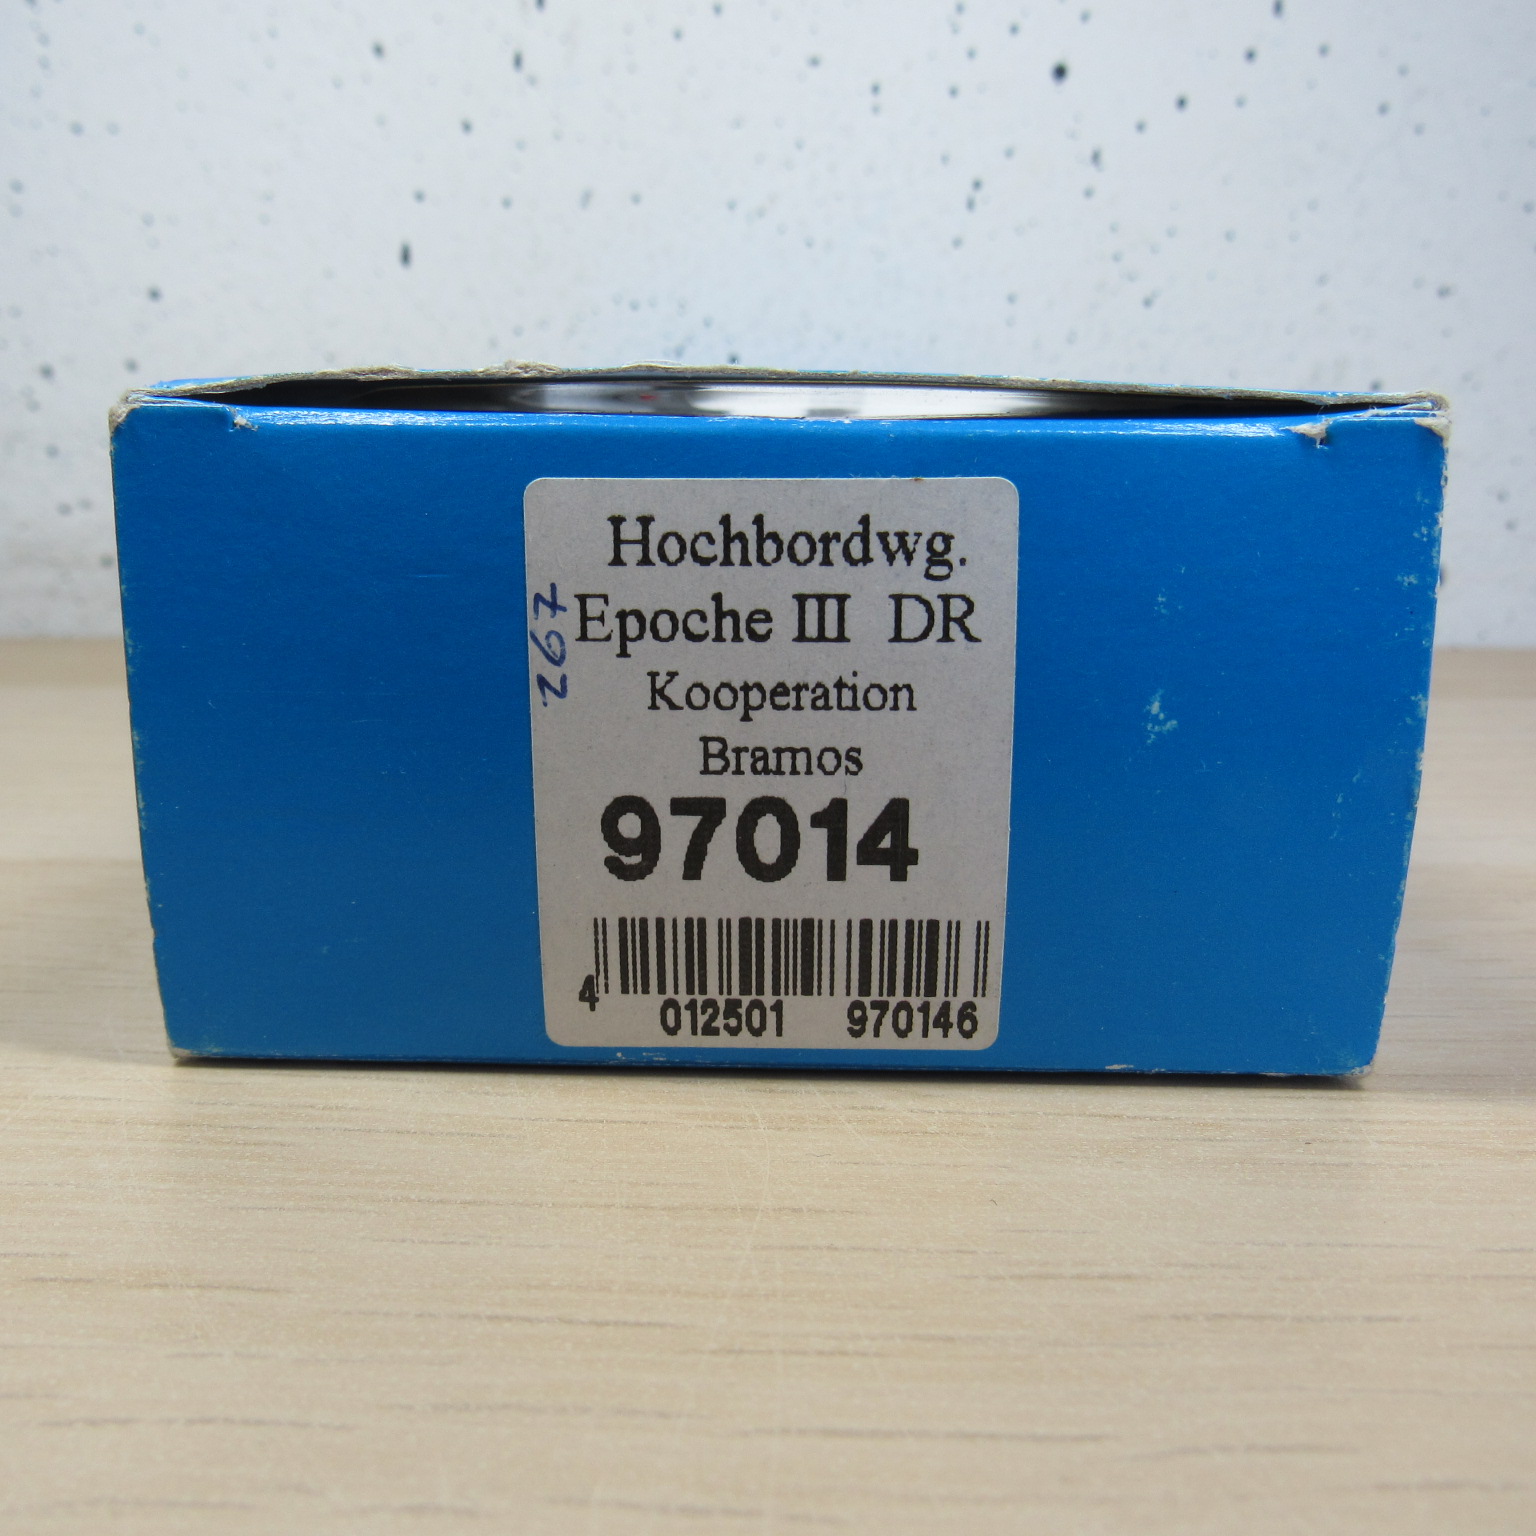 Hochbordwg.
Epoche III DR
Kooperation
Bramos
97014
4 012501 970146
267